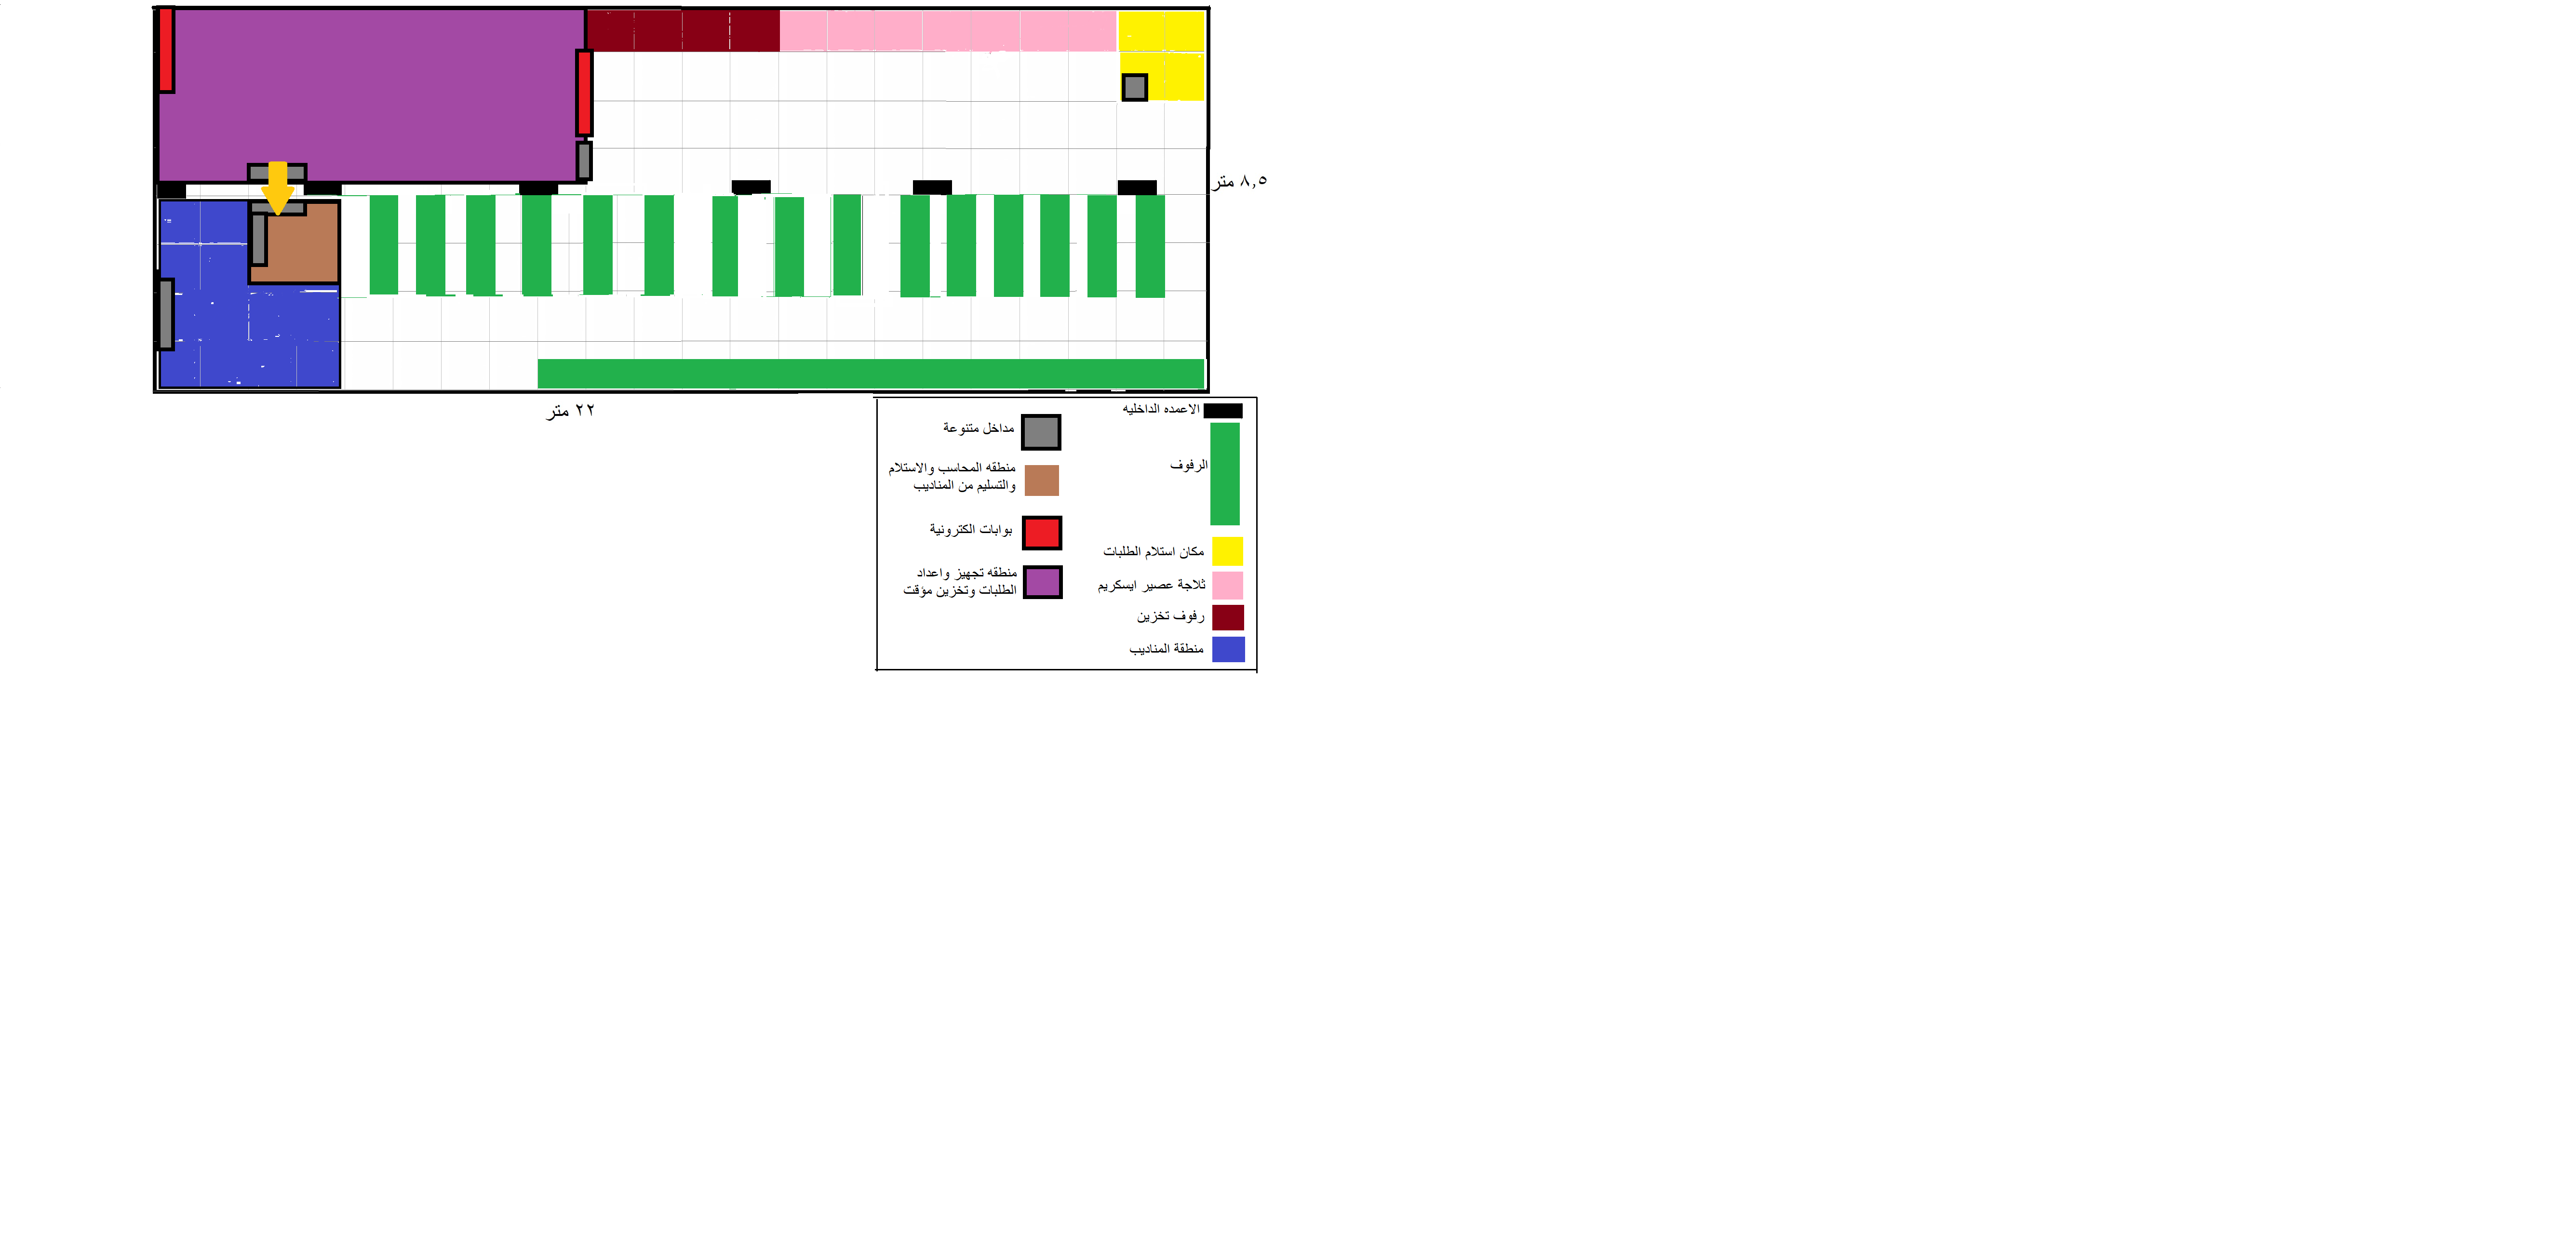 ٨,٥ متر
٢٢ متر
الاعمده الداخليه
الرفوف
مكان استلام الطلبات
ثلاجة عصير ايسكريم
رفوف تخزين
منطقة المناديب
مداخل متنوعة
منطقه المحاسب والاستلام
والتسليم من المناديب
بوابات الكترونية
منطقه تجهيز واعداد
الطلبات وتخزين مؤقت